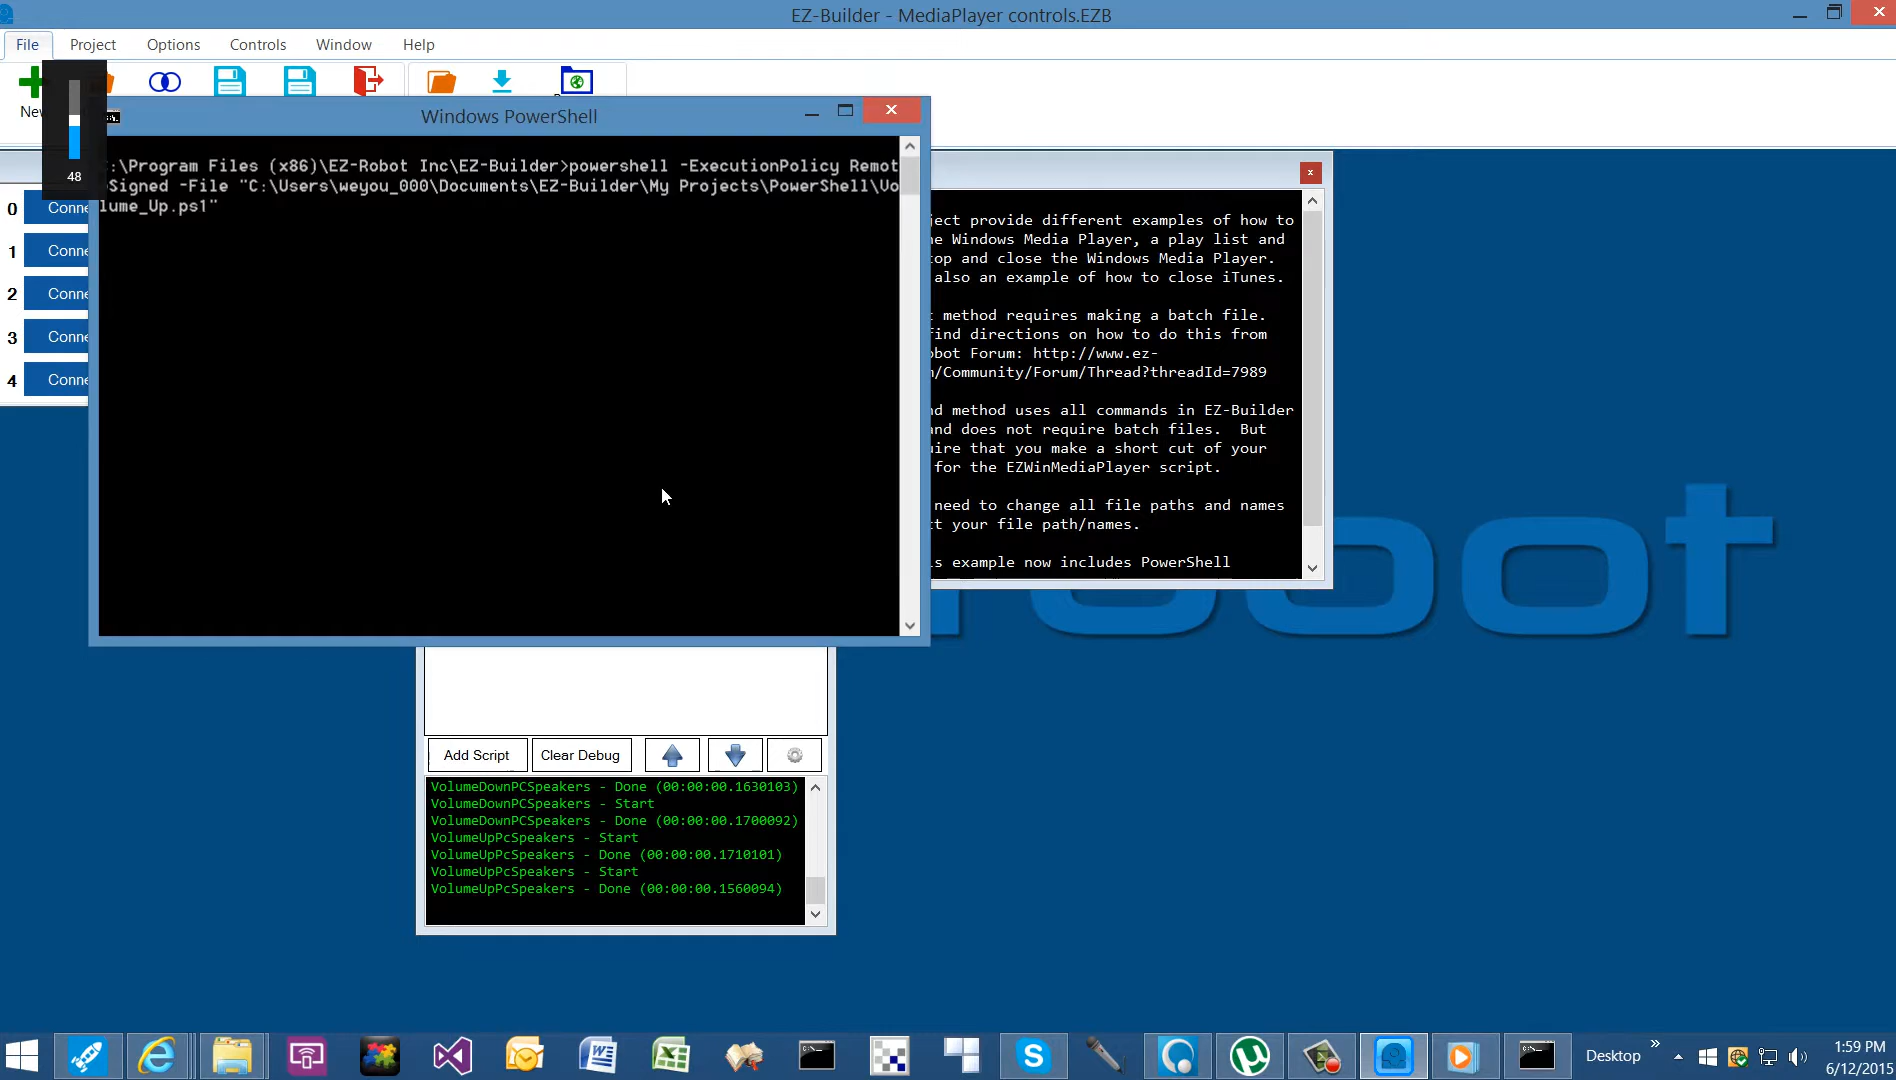 EZ-Builder - MediaPlayer controls.EZB
File Project Options Controls Window Help
New
48
Windows PowerShell
:\Program Files (x86)\EZ-Robot Inc\EZ-Builder>powershell -ExecutionPolicy Remot
Signed -File "C:\Users\weyou_000\Documents\EZ-Builder\My Projects\PowerShell\Vo
lume_Up.ps1"
0 Conne
1 Conne
2 Conne
3 Conne
4 Conne
ject provide different examples of how to
e Windows Media Player, a play list and
top and close the Windows Media Player.
also an example of how to close iTunes.
t method requires making a batch file.
find directions on how to do this from
obot Forum: http://www.ez-
m/Community/Forum/Thread?threadId=7989
nd method uses all commands in EZ-Builder
and does not require batch files. But
uire that you make a short cut of your
for the EZWinMediaPlayer script.
need to change all file paths and names
ct your file path/names.
is example now includes PowerShell
Add Script Clear Debug
VolumeDownPCSpeakers - Done (00:00:00.1630103)
VolumeDownPCSpeakers - Start
VolumeDownPCSpeakers - Done (00:00:00.1700092)
VolumeUpPcSpeakers - Start
VolumeUpPcSpeakers - Done (00:00:00.1710101)
VolumeUpPcSpeakers - Start
VolumeUpPcSpeakers - Done (00:00:00.1560094)
Desktop
1:59 PM
6/12/2015